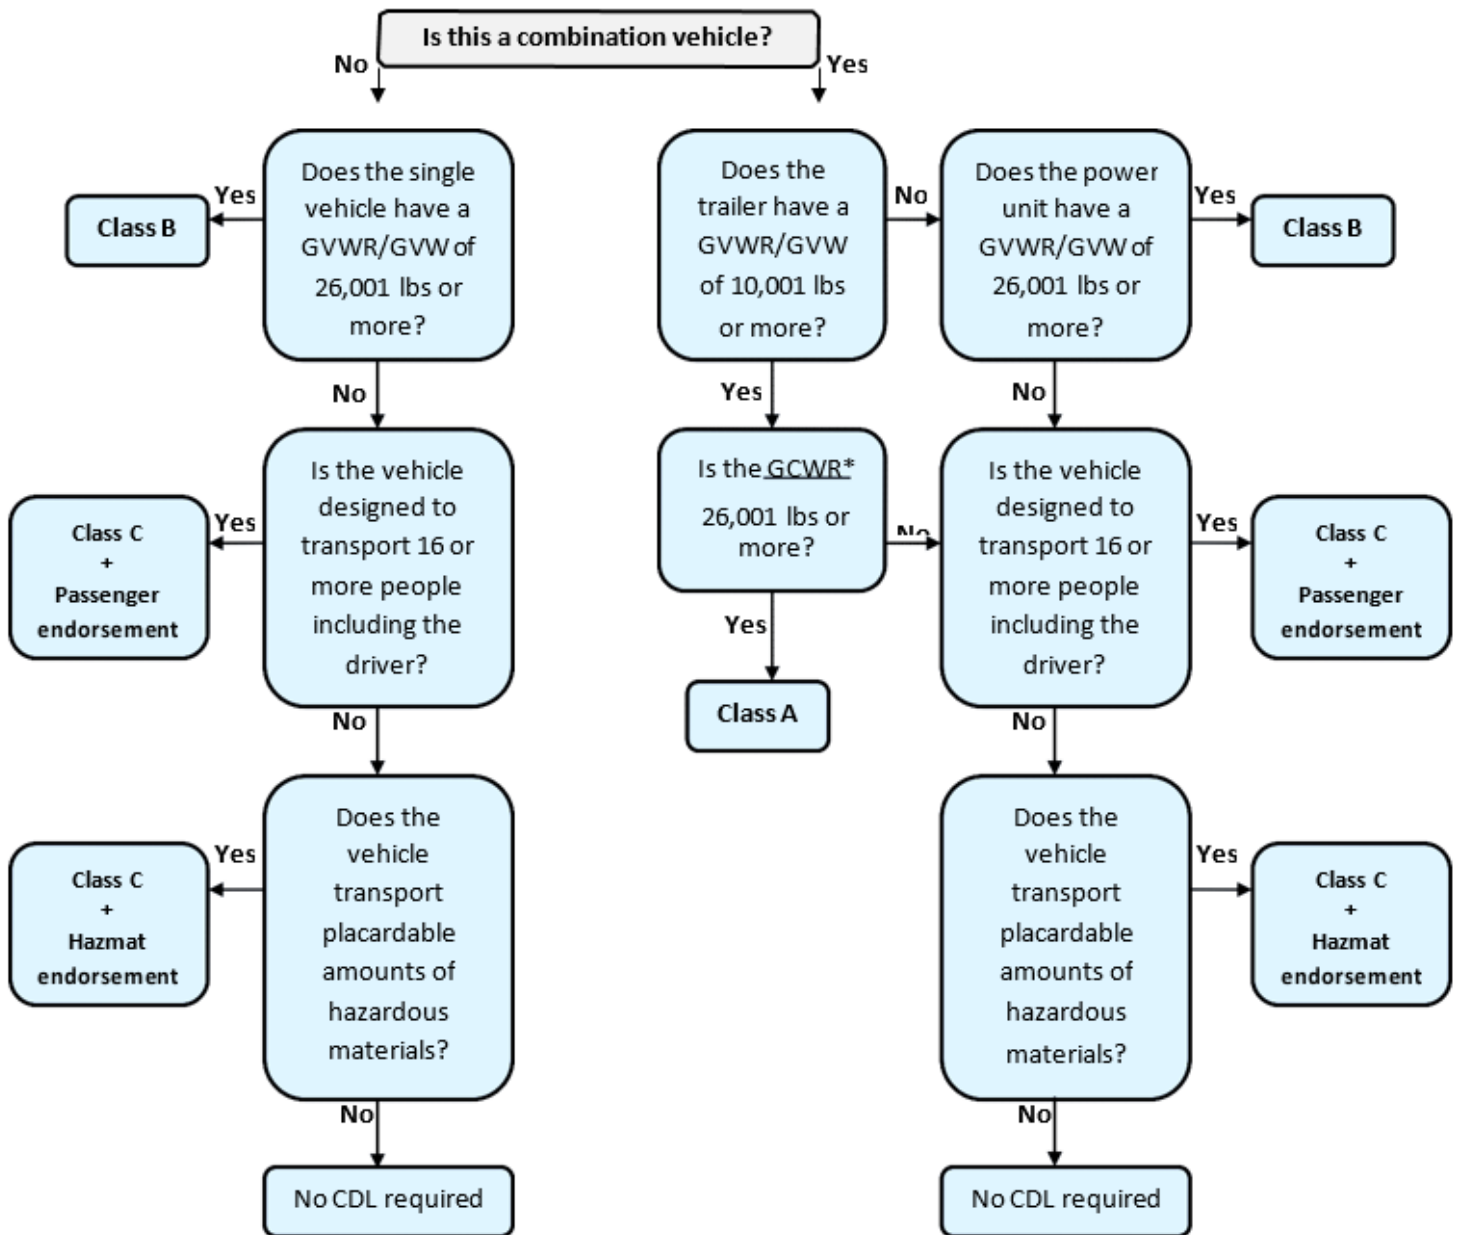 Is this a combination vehicle?
No
Yes
Does the single
vehicle have a
GVWR/GVW of
26,001 lbs or
more?
Yes
Class B
No
Does the
trailer have a
GVWR/GVW
of 10,001 lbs
or more?
No
Does the power
unit have a
GVWR/GVW of
26,001 lbs or
more?
Yes
Class B
Yes
No
Is the vehicle
designed to
transport 16 or
more people
including the
driver?
Yes
Class C
+
Passenger
endorsement
No
Is the GCWR*
26,001 lbs or
more?
No
Yes
Class A
Is the vehicle
designed to
transport 16 or
more people
including the
driver?
Yes
Class C
+
Passenger
endorsement
No
Does the
vehicle
transport
placardable
amounts of
hazardous
materials?
Yes
Class C
+
Hazmat
endorsement
No
No CDL required
Does the
vehicle
transport
placardable
amounts of
hazardous
materials?
Yes
Class C
+
Hazmat
endorsement
No
No CDL required